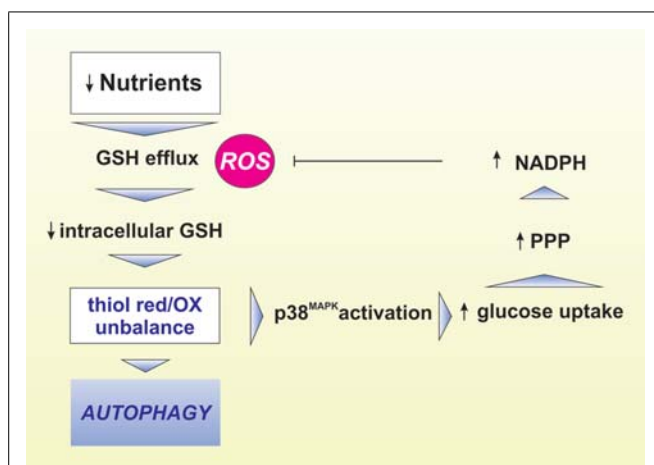 ↓ Nutrients
GSH efflux
ROS
↑ NADPH
↓ intracellular GSH
↑ PPP
thiol red/OX
unbalance
p38MAPK activation
↑ glucose uptake
AUTOPHAGY